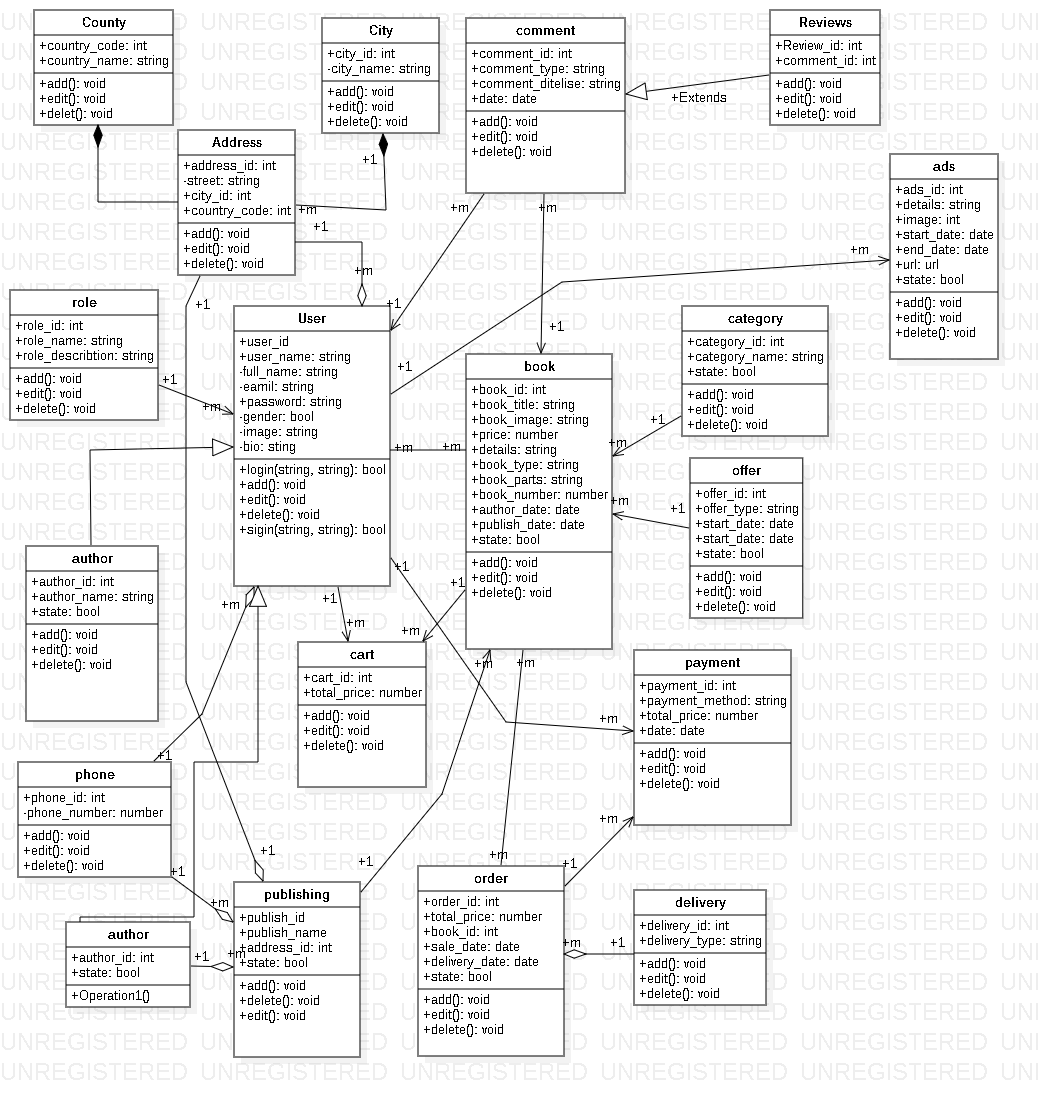 County
+country_code: int
+country_name: string
+add(): void
+edit(): void
+delet(): void
City
+city_id: int
-city_name: string
+add(): void
+edit(): void
+delete(): void
+1
comment
+comment_id: int
+comment_type: string
+comment_ditelise: string
+date: date
+add(): void
+edit(): void
+delete(): void
+Extends
Reviews
+Review_id: int
+comment_id: int
+add(): void
+edit(): void
+delete(): void
Address
+address_id: int
-street: string
+city_id: int
+country_code: int
+add(): void
+edit(): void
+delete(): void
+m
+1
+m
+1
+m
+1
+m
+1
ads
+ads_id: int
+details: string
+image: int
+start_date: date
+end_date: date
+url: url
+state: bool
+add(): void
+edit(): void
+delete(): void
+m
+1
role
+role_id: int
+role_name: string
+role_describtion: string
+add(): void
+edit(): void
+delete(): void
+1
+m
User
+user_id
+user_name: string
-full_name: string
-eamil: string
+password: string
-gender: bool
-image: string
-bio: sting
+login(string, string): bool
+add(): void
+edit(): void
+delete(): void
+sigin(string, string): bool
+m
+m
+1
book
+book_id: int
+book_title: string
+book_image: string
+price: number
+details: string
+book_type: string
+book_parts: string
+book_number: number
+author_date: date
+publish_date: date
+state: bool
+add(): void
+edit(): void
+delete(): void
category
+category_id: int
+category_name: string
+state: bool
+add(): void
+edit(): void
+delete(): void
+1
+m
offer
+offer_id: int
+offer_type: string
+start_date: date
+start_date: date
+state: bool
+add(): void
+edit(): void
+delete(): void
+m
+1
author
+author_id: int
+author_name: string
+state: bool
+add(): void
+edit(): void
+delete(): void
+m
+1
+m
+1
+m
cart
+cart_id: int
+total_price: number
+add(): void
+edit(): void
+delete(): void
+m
+m
payment
+payment_id: int
+payment_method: string
+total_price: number
+date: date
+add(): void
+edit(): void
+delete(): void
+m
+m
+1
phone
+phone_id: int
-phone_number: number
+add(): void
+edit(): void
+delete(): void
+1
+1
+m
+1
+m
+1
publishing
+publish_id
+publish_name
+address_id: int
+state: bool
+add(): void
+delete(): void
+edit(): void
+m
author
+author_id: int
+state: bool
+Operation1()
+1
+m
order
+order_id: int
+total_price: number
+book_id: int
+sale_date: date
+delivery_date: date
+state: bool
+add(): void
+edit(): void
+delete(): void
+m
+1
delivery
+delivery_id: int
+delivery_type: string
+add(): void
+edit(): void
+delete(): void
UNREGISTERED